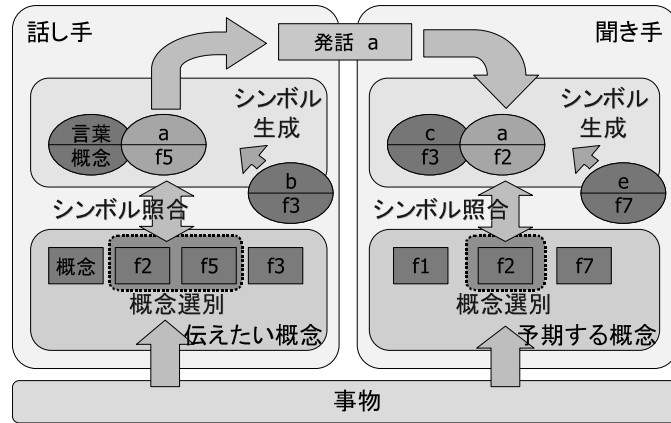 話し手
発話 a
聞き手
シンボル
生成
言葉
概念
a
f5
b
f3
シンボル照合
概念
f2
f5
f3
概念選別
伝えたい概念
シンボル
生成
c
f3
a
f2
e
f7
シンボル照合
f1
f2
f7
概念選別
予期する概念
事物